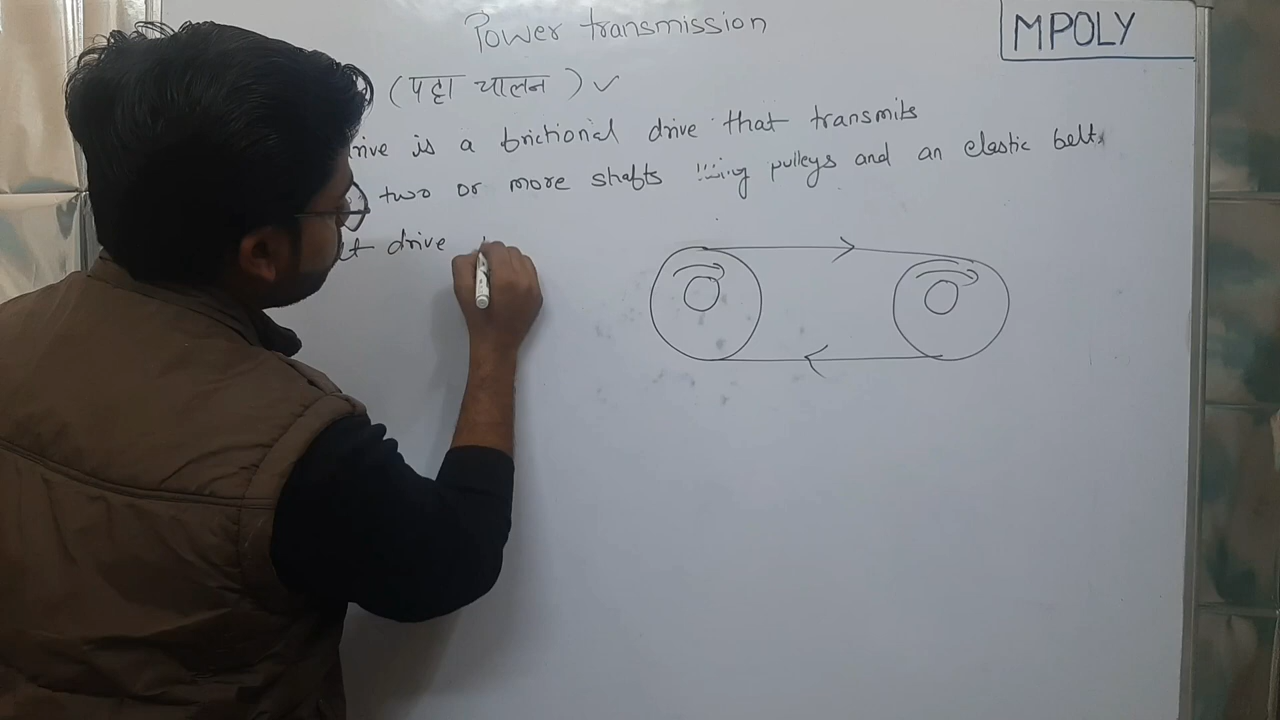 Power transmission
MPOLY
(पट्टा चालन) ✓
is a frictional drive that transmits
two or more shafts using pulleys and an elastic belt.
drive